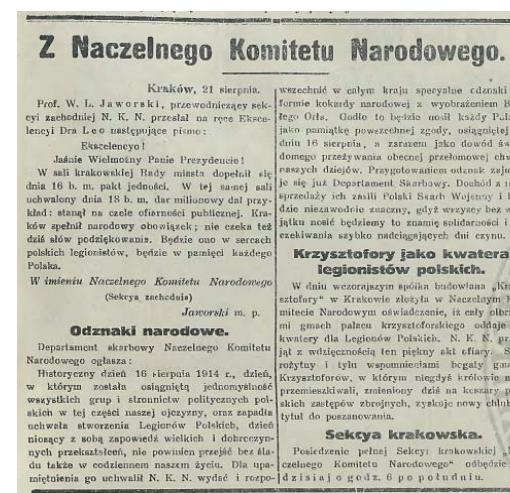 Z Naczelnego Komitetu Narodowego.
Kraków, 21 sierpnia.
Prof. W. L. Jaworski, przewodniczący sek-
cyi zachodniej N. K. N. przesłał na ręce Eksce-
lencyi Dra Leo następujące pismo:
Ekscelencyo!
Jaśnie Wielmożny Panie Prezydencie!
W sali krakowskiej Rady miasta dopełnił się
dnia 16 b. m. pakt jedności. W tej samej sali
uchwalony dnia 18 b. m. dar milionowy dał przy-
kład: stanął na czele ofiarności publicznej. Kra-
ków spełnił narodowy obowiązek; nie czeka też
dziś słów podziękowania. Będzie ono w sercach
polskich legionistów, będzie w pamięci każdego
Polaka.
W imieniu Naczelnego Komitetu Narodowego
(Sekcya zachodnia)
Jaworski m. p.
Odznaki narodowe.
Departament skarbowy Naczelnego Komitetu
Narodowego ogłasza:
Historyczny dzień 16 sierpnia 1914 r., dzień,
w którym została osiągniętą jednomyślność
wszystkich grup i stronnictw politycznych pol-
skich w tej części naszej ojczyzny, oraz zapadła
uchwała stworzenia Legionów Polskich, dzień
niosący z sobą zapowiedź wielkich i dobroczyn-
nych przekształceń, nie powinien przejść bez śla-
du także w codziennem naszem życiu. Dla upa-
miętnienia go uchwalił N. K. N. wydać i rozpo-
wszechnić w całym kraju specyalne odznaki
formie kokardy narodowej z wyobrażeniem
łego Orła. Godło to będzie nosił każdy
jako pamiątkę powszechnej zgody, osiągniętej
dniu 16 sierpnia, a zarazem jako dowód
domego przeżywania obecnej przełomowej
naszych dziejów. Przygotowaniem odznak
je się już Departament Skarbowy. Dochód z
sprzedaży ich zasili Polski Skarb Wojenny i
dzie niezawodnie znaczny, gdyż wszyscy bez
jątku nosić będziemy to znamię solidarności i
czekiwania szybko nadciągających dni czynu.
Krzysztofory jako kwatera
legionistów polskich.
W dniu wczorajszym spółka budowlana
sztofory" w Krakowie złożyła w Naczelnym
mitecie Narodowym oświadczenie, iż cały
mi gmach pałacu krzysztoforskiego oddaje
kwatery dla Legionów Polskich. N. K. N.
jął z wdzięcznością ten piękny akt ofiary.
rożytny i tylu wspomnieniami bogaty
Krzysztoforów, w którym niegdyś królowie
przemieszkiwali, zmieniony dziś na koszary
skich zastępów zbrojnych, zyskuje nowy
tytuł do poszanowania.
Sekcya krakowska.
Posiedzenie pełnej Sekcyi krakowskiej
czelnego Komitetu Narodowego" odbędzie
dzisiaj o godz. 6 po południu.